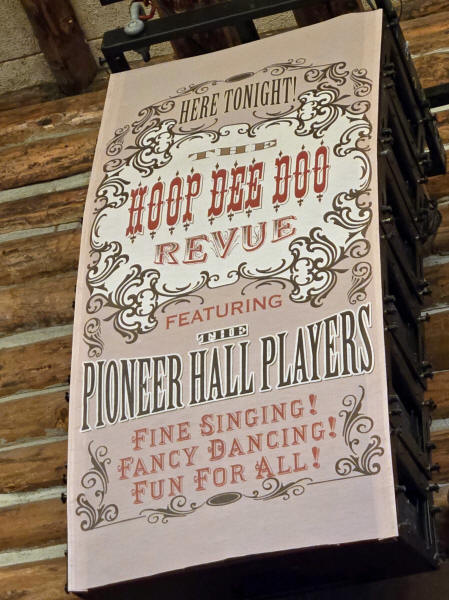 HERE TONIGHT!
THE
HOOP DEE DOO
REVUE
FEATURING
THE
PIONEER HALL PLAYERS
FINE SINGING!
FANCY DANCING!
FUN FOR ALL!